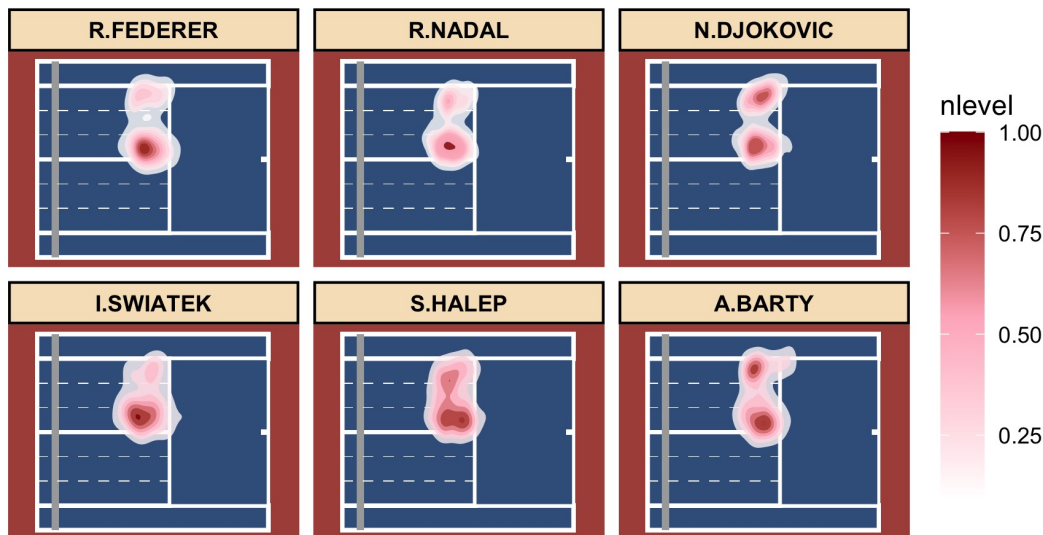 R.FEDERER
R.NADAL
N.DJOKOVIC
I.SWIATEK
S.HALEP
A.BARTY
nlevel
1.00
0.75
0.50
0.25